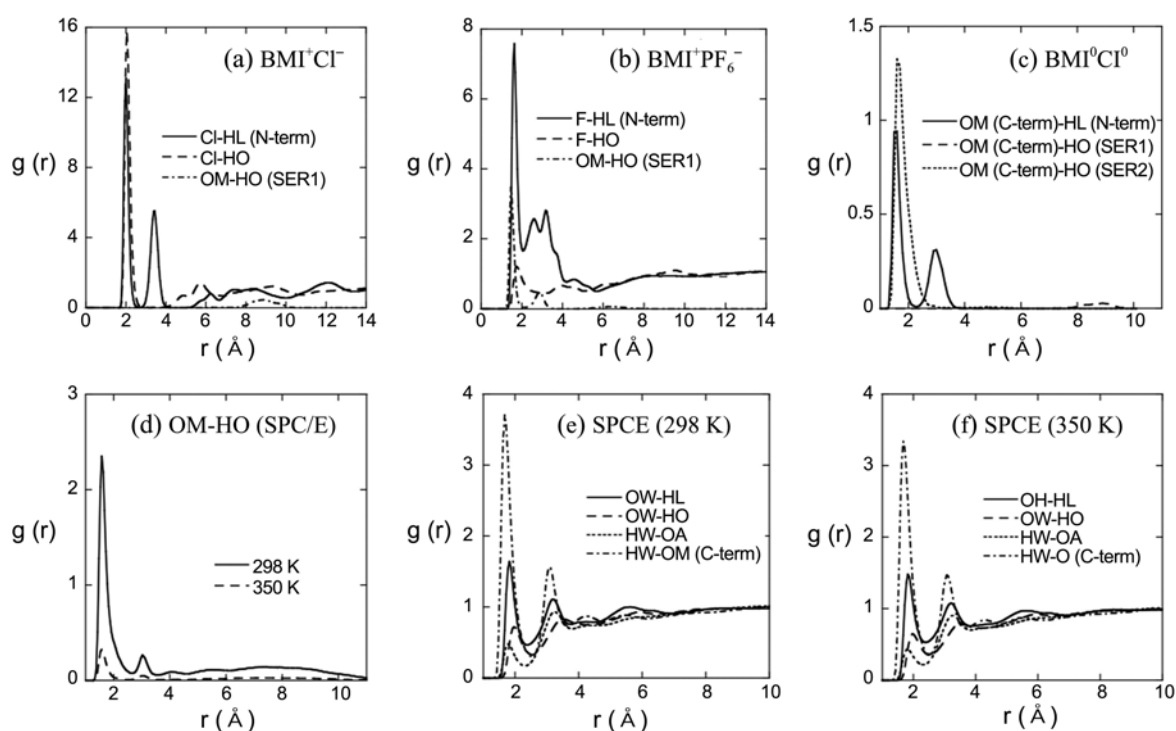 (a) BMI⁺Cl⁻
Cl-HL (N-term)
Cl-HO
OM-HO (SER1)
g (r)
16
12
8
4
0
0 2 4 6 8 10 12 14
r ( Å )
(b) BMI⁺PF₆⁻
F-HL (N-term)
F-HO
OM-HO (SER1)
g (r)
8
6
4
2
0
0 2 4 6 8 10 12 14
r ( Å )
(c) BMI⁰Cl⁰
OM (C-term)-HL (N-term)
OM (C-term)-HO (SER1)
OM (C-term)-HO (SER2)
g (r)
1.5
1
0.5
0
2 4 6 8 10
r ( Å )
(d) OM-HO (SPC/E)
298 K
350 K
g (r)
3
2
1
0
2 4 6 8 10
r ( Å )
(e) SPCE (298 K)
OW-HL
OW-HO
HW-OA
HW-OM (C-term)
g (r)
4
3
2
1
0
2 4 6 8 10
r ( Å )
(f) SPCE (350 K)
OH-HL
OW-HO
HW-OA
HW-O (C-term)
g (r)
4
3
2
1
0
2 4 6 8 10
r ( Å )